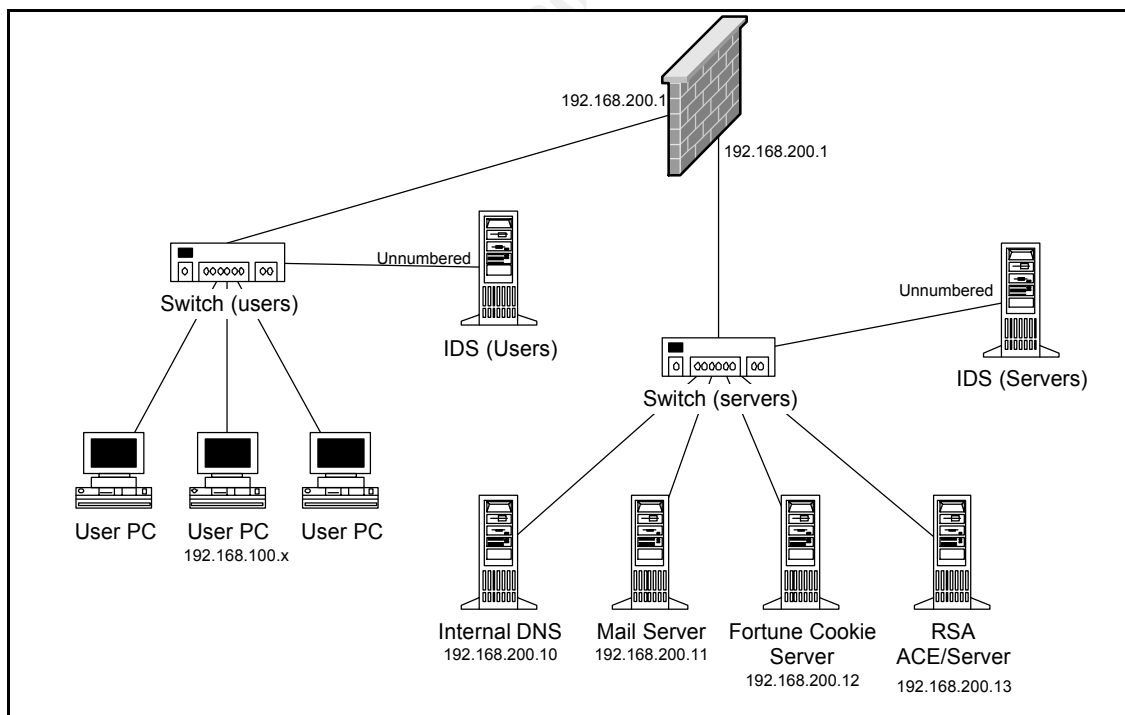 192.168.200.1
192.168.200.1
Unnumbered
Switch (users)
IDS (Users)
Unnumbered
IDS (Servers)
Switch (servers)
User PC
User PC
192.168.100.x
User PC
Internal DNS
192.168.200.10
Mail Server
192.168.200.11
Fortune Cookie
Server
192.168.200.12
RSA
ACE/Server
192.168.200.13